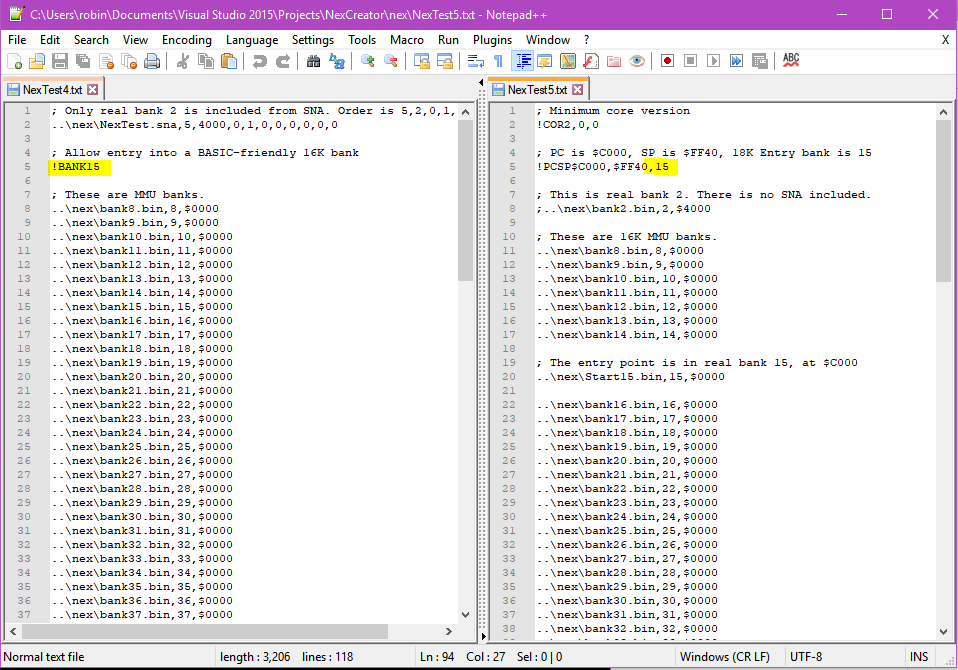 C:\Users\robin\Documents\Visual Studio 2015\Projects\NexCreator\nex\NexTest5.txt - Notepad++
File Edit Search View Encoding Language Settings Tools Macro Run Plugins Window ? X
ABC
NexTest4.txt
1 ; Only real bank 2 is included from SNA. Order is 5,2,0,1,
2 ..\nex\NexTest.sna,5,4000,0,1,0,0,0,0,0,0
3
4 ; Allow entry into a BASIC-friendly 16K bank
5 !BANK15
6
7 ; These are MMU banks.
8 ..\nex\bank8.bin,8,$0000
9 ..\nex\bank9.bin,9,$0000
10 ..\nex\bank10.bin,10,$0000
11 ..\nex\bank11.bin,11,$0000
12 ..\nex\bank12.bin,12,$0000
13 ..\nex\bank13.bin,13,$0000
14 ..\nex\bank14.bin,14,$0000
15 ..\nex\bank15.bin,15,$0000
16 ..\nex\bank16.bin,16,$0000
17 ..\nex\bank17.bin,17,$0000
18 ..\nex\bank18.bin,18,$0000
19 ..\nex\bank19.bin,19,$0000
20 ..\nex\bank20.bin,20,$0000
21 ..\nex\bank21.bin,21,$0000
22 ..\nex\bank22.bin,22,$0000
23 ..\nex\bank23.bin,23,$0000
24 ..\nex\bank24.bin,24,$0000
25 ..\nex\bank25.bin,25,$0000
26 ..\nex\bank26.bin,26,$0000
27 ..\nex\bank27.bin,27,$0000
28 ..\nex\bank28.bin,28,$0000
29 ..\nex\bank29.bin,29,$0000
30 ..\nex\bank30.bin,30,$0000
31 ..\nex\bank31.bin,31,$0000
32 ..\nex\bank32.bin,32,$0000
33 ..\nex\bank33.bin,33,$0000
34 ..\nex\bank34.bin,34,$0000
35 ..\nex\bank35.bin,35,$0000
36 ..\nex\bank36.bin,36,$0000
37 ..\nex\bank37.bin,37,$0000
NexTest5.txt
1 ; Minimum core version
2 !COR2,0,0
3
4 ; PC is $C000, SP is $FF40, 18K Entry bank is 15
5 !PCSP$C000,$FF40,15
6
7 ; This is real bank 2. There is no SNA included.
8 ;..\nex\bank2.bin,2,$4000
9
10 ; These are 16K MMU banks.
11 ..\nex\bank8.bin,8,$0000
12 ..\nex\bank9.bin,9,$0000
13 ..\nex\bank10.bin,10,$0000
14 ..\nex\bank11.bin,11,$0000
15 ..\nex\bank12.bin,12,$0000
16 ..\nex\bank13.bin,13,$0000
17 ..\nex\bank14.bin,14,$0000
18
19 ; The entry point is in real bank 15, at $C000
20 ..\nex\Start15.bin,15,$0000
21
22 ..\nex\bank16.bin,16,$0000
23 ..\nex\bank17.bin,17,$0000
24 ..\nex\bank18.bin,18,$0000
25 ..\nex\bank19.bin,19,$0000
26 ..\nex\bank20.bin,20,$0000
27 ..\nex\bank21.bin,21,$0000
28 ..\nex\bank22.bin,22,$0000
29 ..\nex\bank23.bin,23,$0000
30 ..\nex\bank24.bin,24,$0000
31 ..\nex\bank25.bin,25,$0000
32 ..\nex\bank26.bin,26,$0000
33 ..\nex\bank27.bin,27,$0000
34 ..\nex\bank28.bin,28,$0000
35 ..\nex\bank29.bin,29,$0000
36 ..\nex\bank30.bin,30,$0000
37 ..\nex\bank31.bin,31,$0000
38 ..\nex\bank32.bin,32,$0000
Normal text file length : 3,206 lines : 118 Ln : 94 Col : 27 Sel : 0 | 0 Windows (CR LF) UTF-8 INS